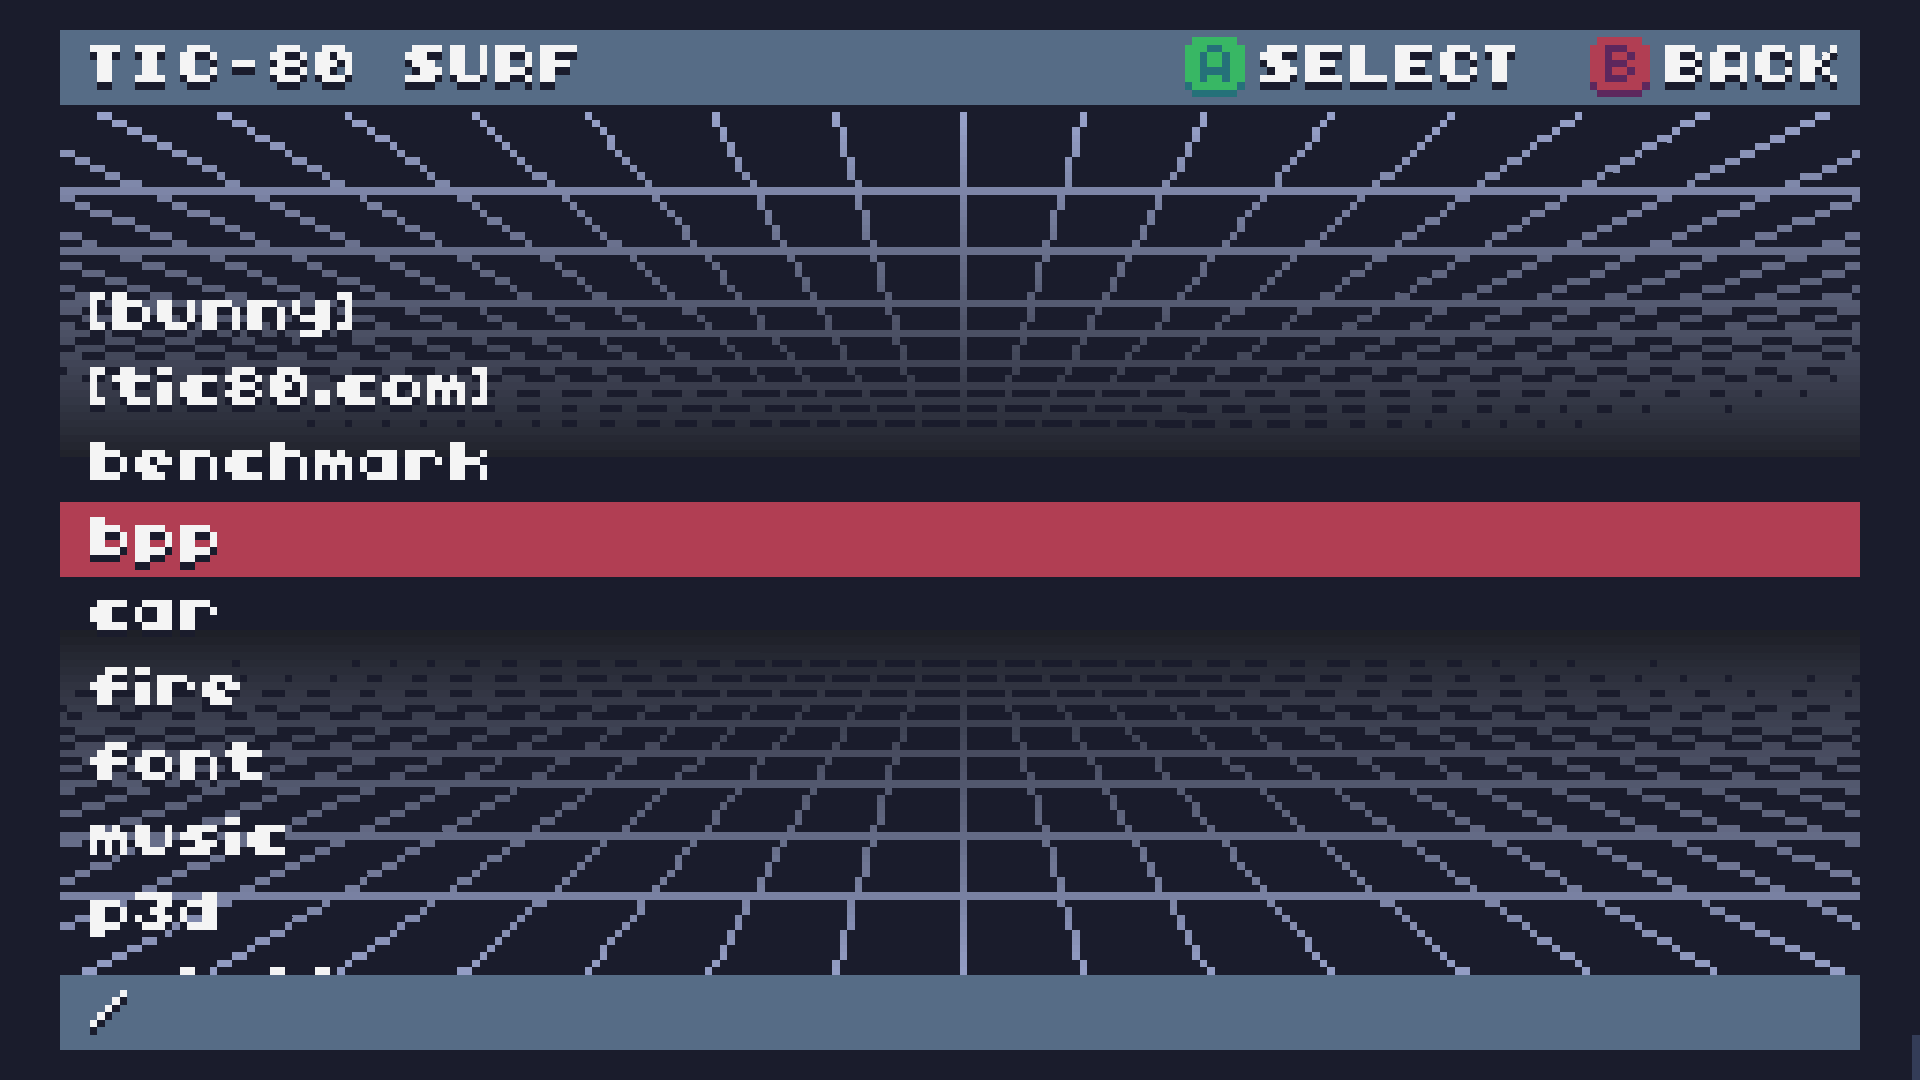 TIC-80 SURF A SELECT B BACK
[bunny]
[tic80.com]
benchmark
bpp
car
fire
font
music
p3d
/